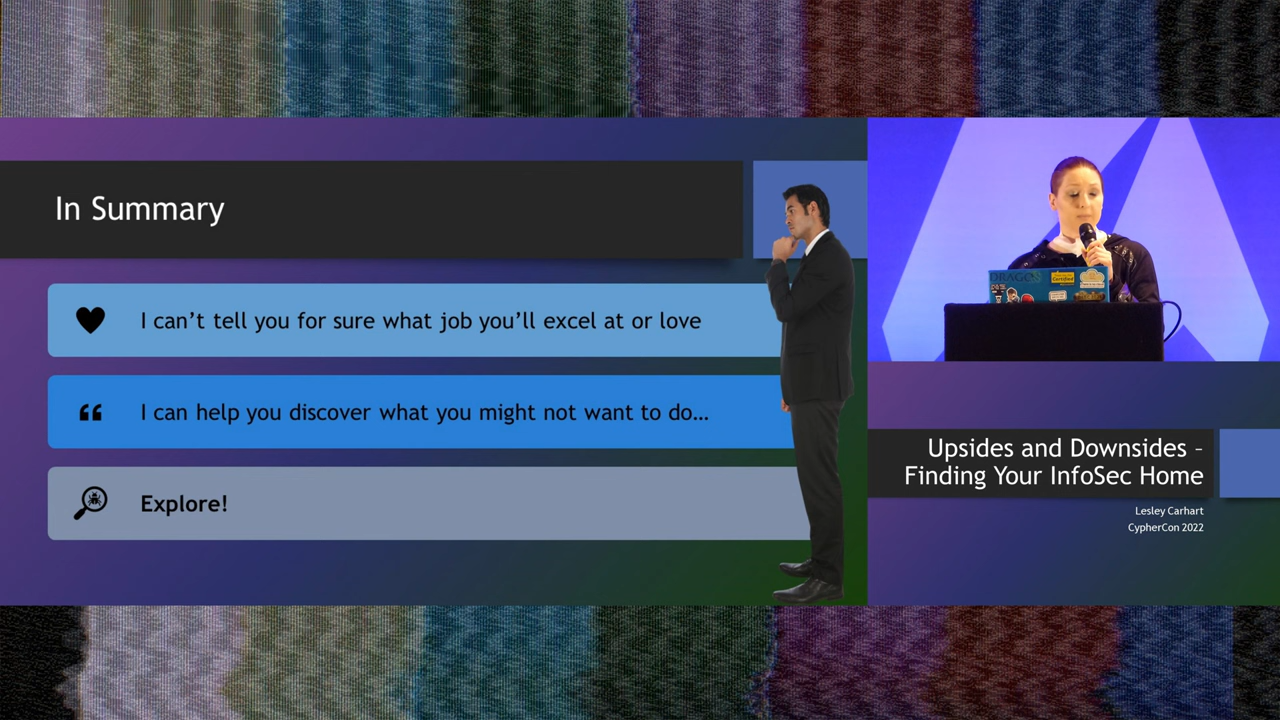 In Summary
I can’t tell you for sure what job you’ll excel at or love
I can help you discover what you might not want to do…
Explore!
DRAGOS
Certified
Upsides and Downsides –
Finding Your InfoSec Home
Lesley Carhart
CypherCon 2022